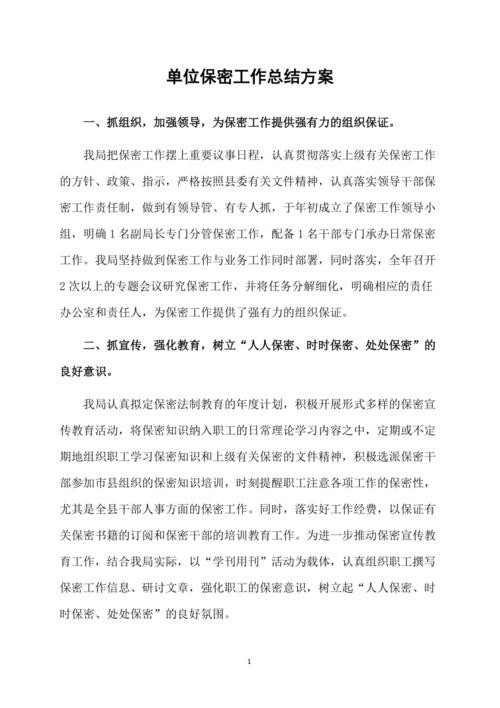 单位保密工作总结方案
一、抓组织，加强领导，为保密工作提供强有力的组织保证。
我局把保密工作摆上重要议事日程，认真贯彻落实上级有关保密工作
的方针、政策、指示，严格按照县委有关文件精神，认真落实领导干部保
密工作责任制，做到有领导管、有专人抓，于年初成立了保密工作领导小
组，明确1名副局长专门分管保密工作，配备1名干部专门承办日常保密
工作。我局坚持做到保密工作与业务工作同时部署，同时落实，全年召开
2次以上的专题会议研究保密工作，并将任务分解细化，明确相应的责任
办公室和责任人，为保密工作提供了强有力的组织保证。
二、抓宣传，强化教育，树立“人人保密、时时保密、处处保密”的
良好意识。
我局认真拟定保密法制教育的年度计划，积极开展形式多样的保密宣
传教育活动，将保密知识纳入职工的日常理论学习内容之中，定期或不定
期地组织职工学习保密知识和上级有关保密的文件精神，积极选派保密干
部参加市县组织的保密知识培训，时刻提醒职工注意各项工作的保密性，
尤其是全县干部人事方面的保密工作。同时，落实好工作经费，以保证有
关保密书籍的订阅和保密干部的培训教育工作。为进一步推动保密宣传教
育工作，结合我局实际，以“学刊用刊”活动为载体，认真组织职工撰写
保密工作信息、研讨文章，强化职工的保密意识，树立起“人人保密、时
时保密、处处保密”的良好氛围。
1